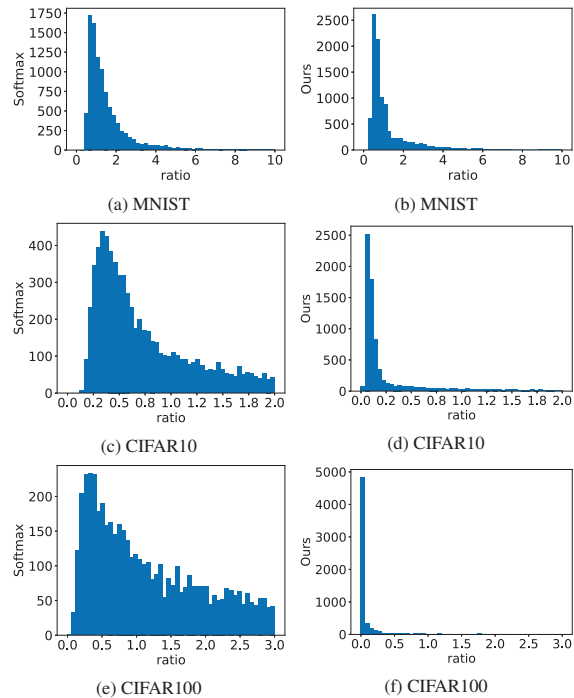 1750
1500
1250
1000
750
500
250
0
Softmax
0 2 4 6 8 10
ratio
(a) MNIST
2500
2000
1500
1000
500
0
Ours
0 2 4 6 8 10
ratio
(b) MNIST
400
300
200
100
0
Softmax
0.0 0.2 0.5 0.8 1.0 1.2 1.5 1.8 2.0
ratio
(c) CIFAR10
2500
2000
1500
1000
500
0
Ours
0.0 0.2 0.5 0.8 1.0 1.2 1.5 1.8 2.0
ratio
(d) CIFAR10
200
150
100
50
0
Softmax
0.0 0.5 1.0 1.5 2.0 2.5 3.0
ratio
(e) CIFAR100
5000
4000
3000
2000
1000
0
Ours
0.0 0.5 1.0 1.5 2.0 2.5 3.0
ratio
(f) CIFAR100